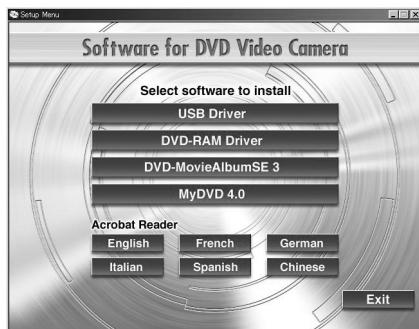 Setup Menu
Software for DVD Video Camera
Select software to install
USB Driver
DVD-RAM Driver
DVD-MovieAlbumSE 3
MyDVD 4.0
Acrobat Reader
English French German
Italian Spanish Chinese
Exit